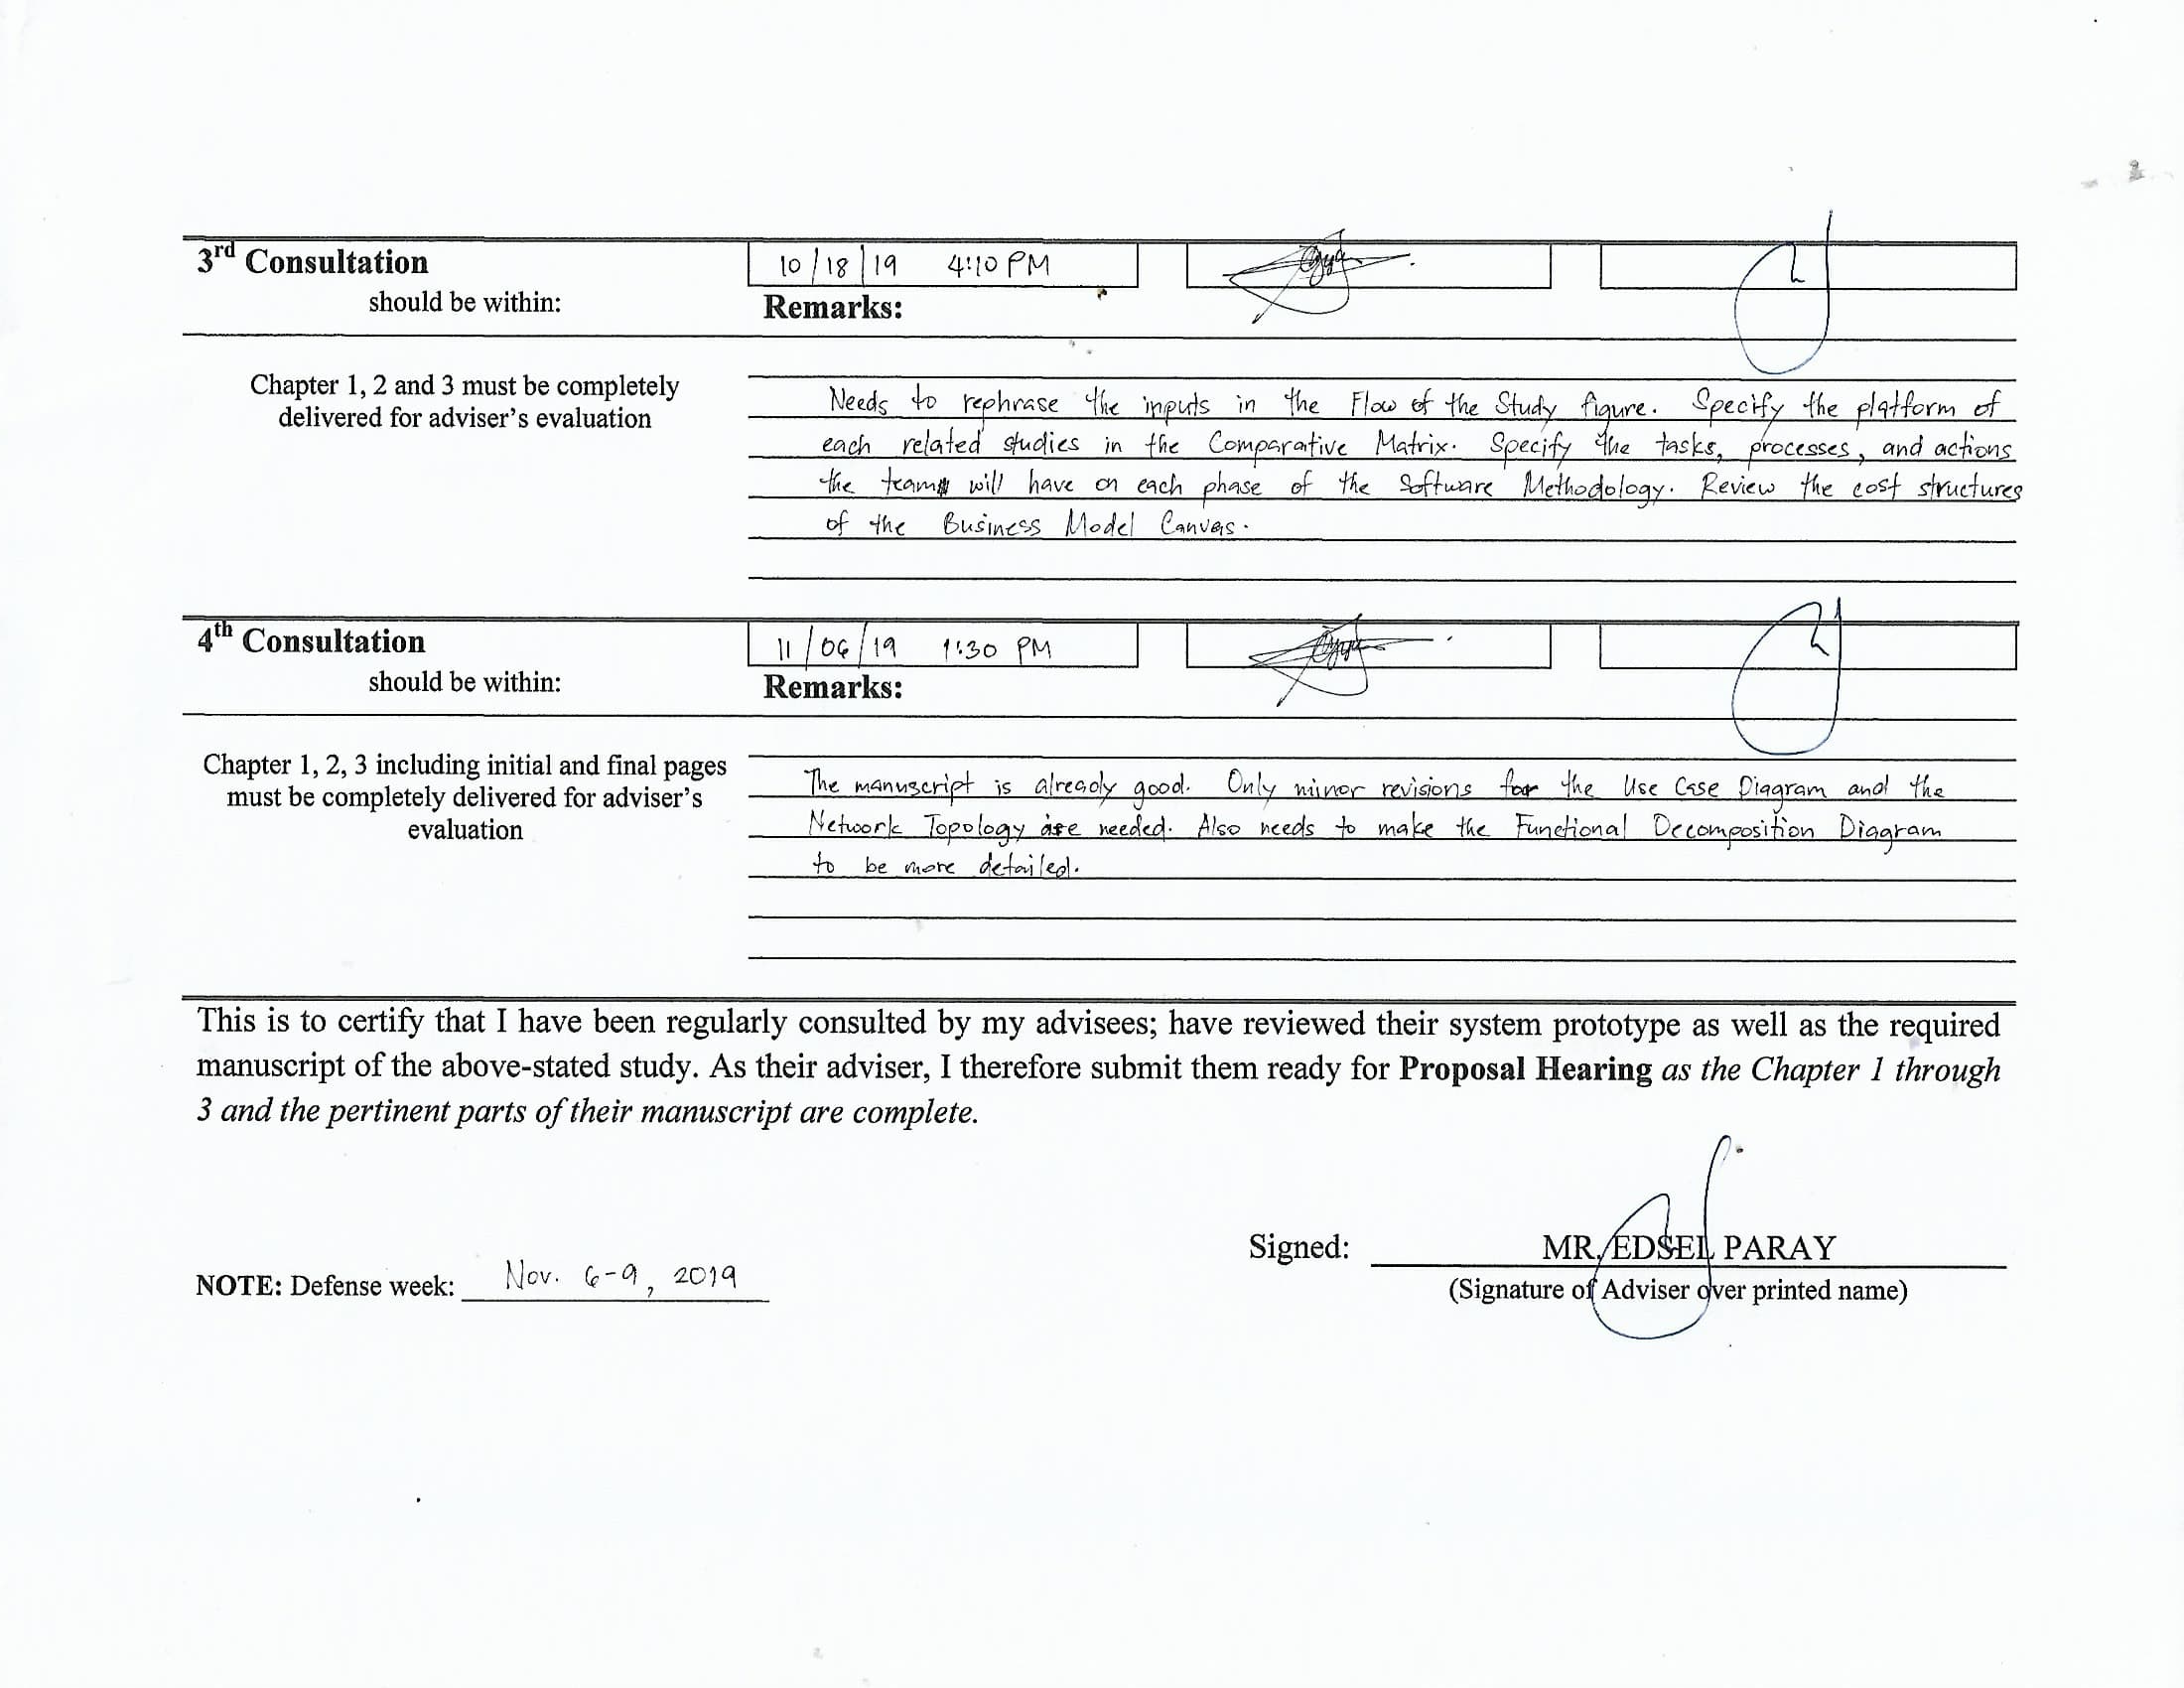 3rd Consultation
10/18/19 4:10 PM
should be within:
Remarks:
Chapter 1, 2 and 3 must be completely
delivered for adviser's evaluation
Needs to rephrase the inputs in the Flow of the Study figure. Specify the platform of
each related studies in the Comparative Matrix. Specify the tasks, processes, and actions
the team will have on each phase of the Software Methodology. Review the cost structures
of the Business Model Canvas.
4th Consultation
11/06/19 1:30 PM
should be within:
Remarks:
Chapter 1, 2, 3 including initial and final pages
must be completely delivered for adviser's
evaluation
The manuscript is already good. Only minor revisions for the Use Case Diagram and the
Network Topology are needed. Also needs to make the Functional Decomposition Diagram
to be more detailed.
This is to certify that I have been regularly consulted by my advisees; have reviewed their system prototype as well as the required
manuscript of the above-stated study. As their adviser, I therefore submit them ready for Proposal Hearing as the Chapter 1 through
3 and the pertinent parts of their manuscript are complete.
Signed: MR. EDSEL PARAY
(Signature of Adviser over printed name)
NOTE: Defense week: Nov. 6-9, 2019